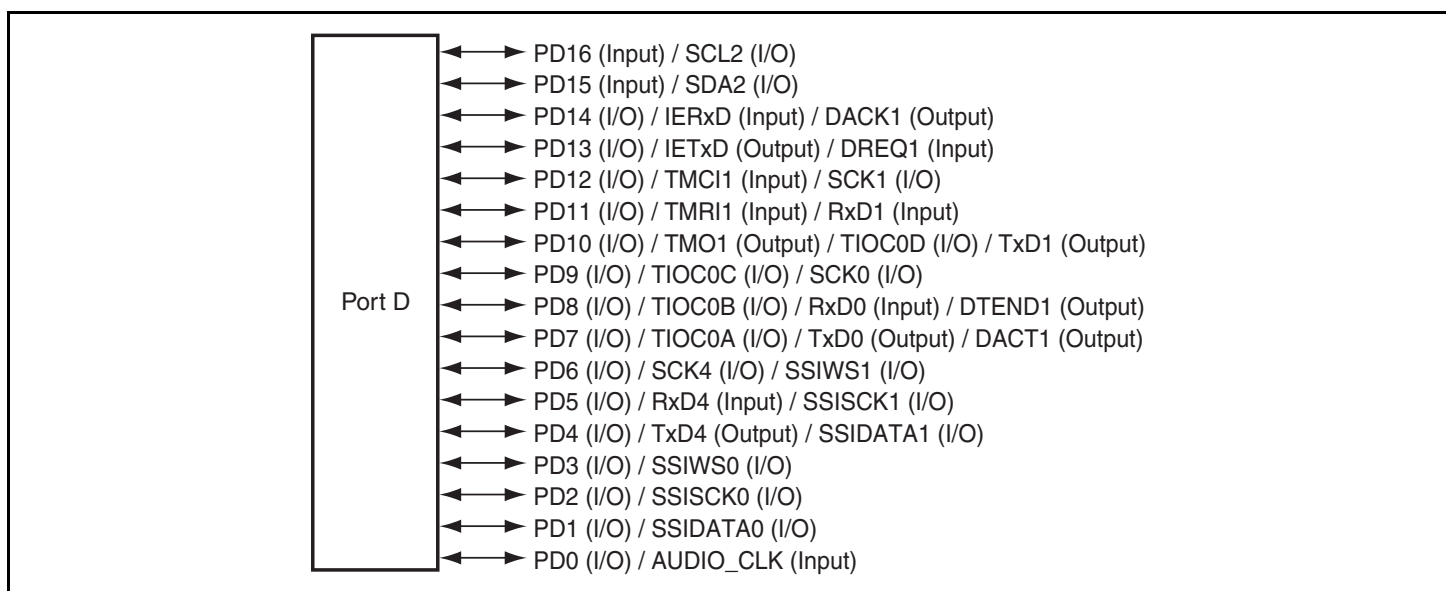 PD16 (Input) / SCL2 (I/O)
PD15 (Input) / SDA2 (I/O)
PD14 (I/O) / IERxD (Input) / DACK1 (Output)
PD13 (I/O) / IETxD (Output) / DREQ1 (Input)
PD12 (I/O) / TMCI1 (Input) / SCK1 (I/O)
PD11 (I/O) / TMRI1 (Input) / RxD1 (Input)
PD10 (I/O) / TMO1 (Output) / TIOC0D (I/O) / TxD1 (Output)
PD9 (I/O) / TIOC0C (I/O) / SCK0 (I/O)
Port D
PD8 (I/O) / TIOC0B (I/O) / RxD0 (Input) / DTEND1 (Output)
PD7 (I/O) / TIOC0A (I/O) / TxD0 (Output) / DACT1 (Output)
PD6 (I/O) / SCK4 (I/O) / SSIWS1 (I/O)
PD5 (I/O) / RxD4 (Input) / SSISCK1 (I/O)
PD4 (I/O) / TxD4 (Output) / SSIDATA1 (I/O)
PD3 (I/O) / SSIWS0 (I/O)
PD2 (I/O) / SSISCK0 (I/O)
PD1 (I/O) / SSIDATA0 (I/O)
PD0 (I/O) / AUDIO_CLK (Input)